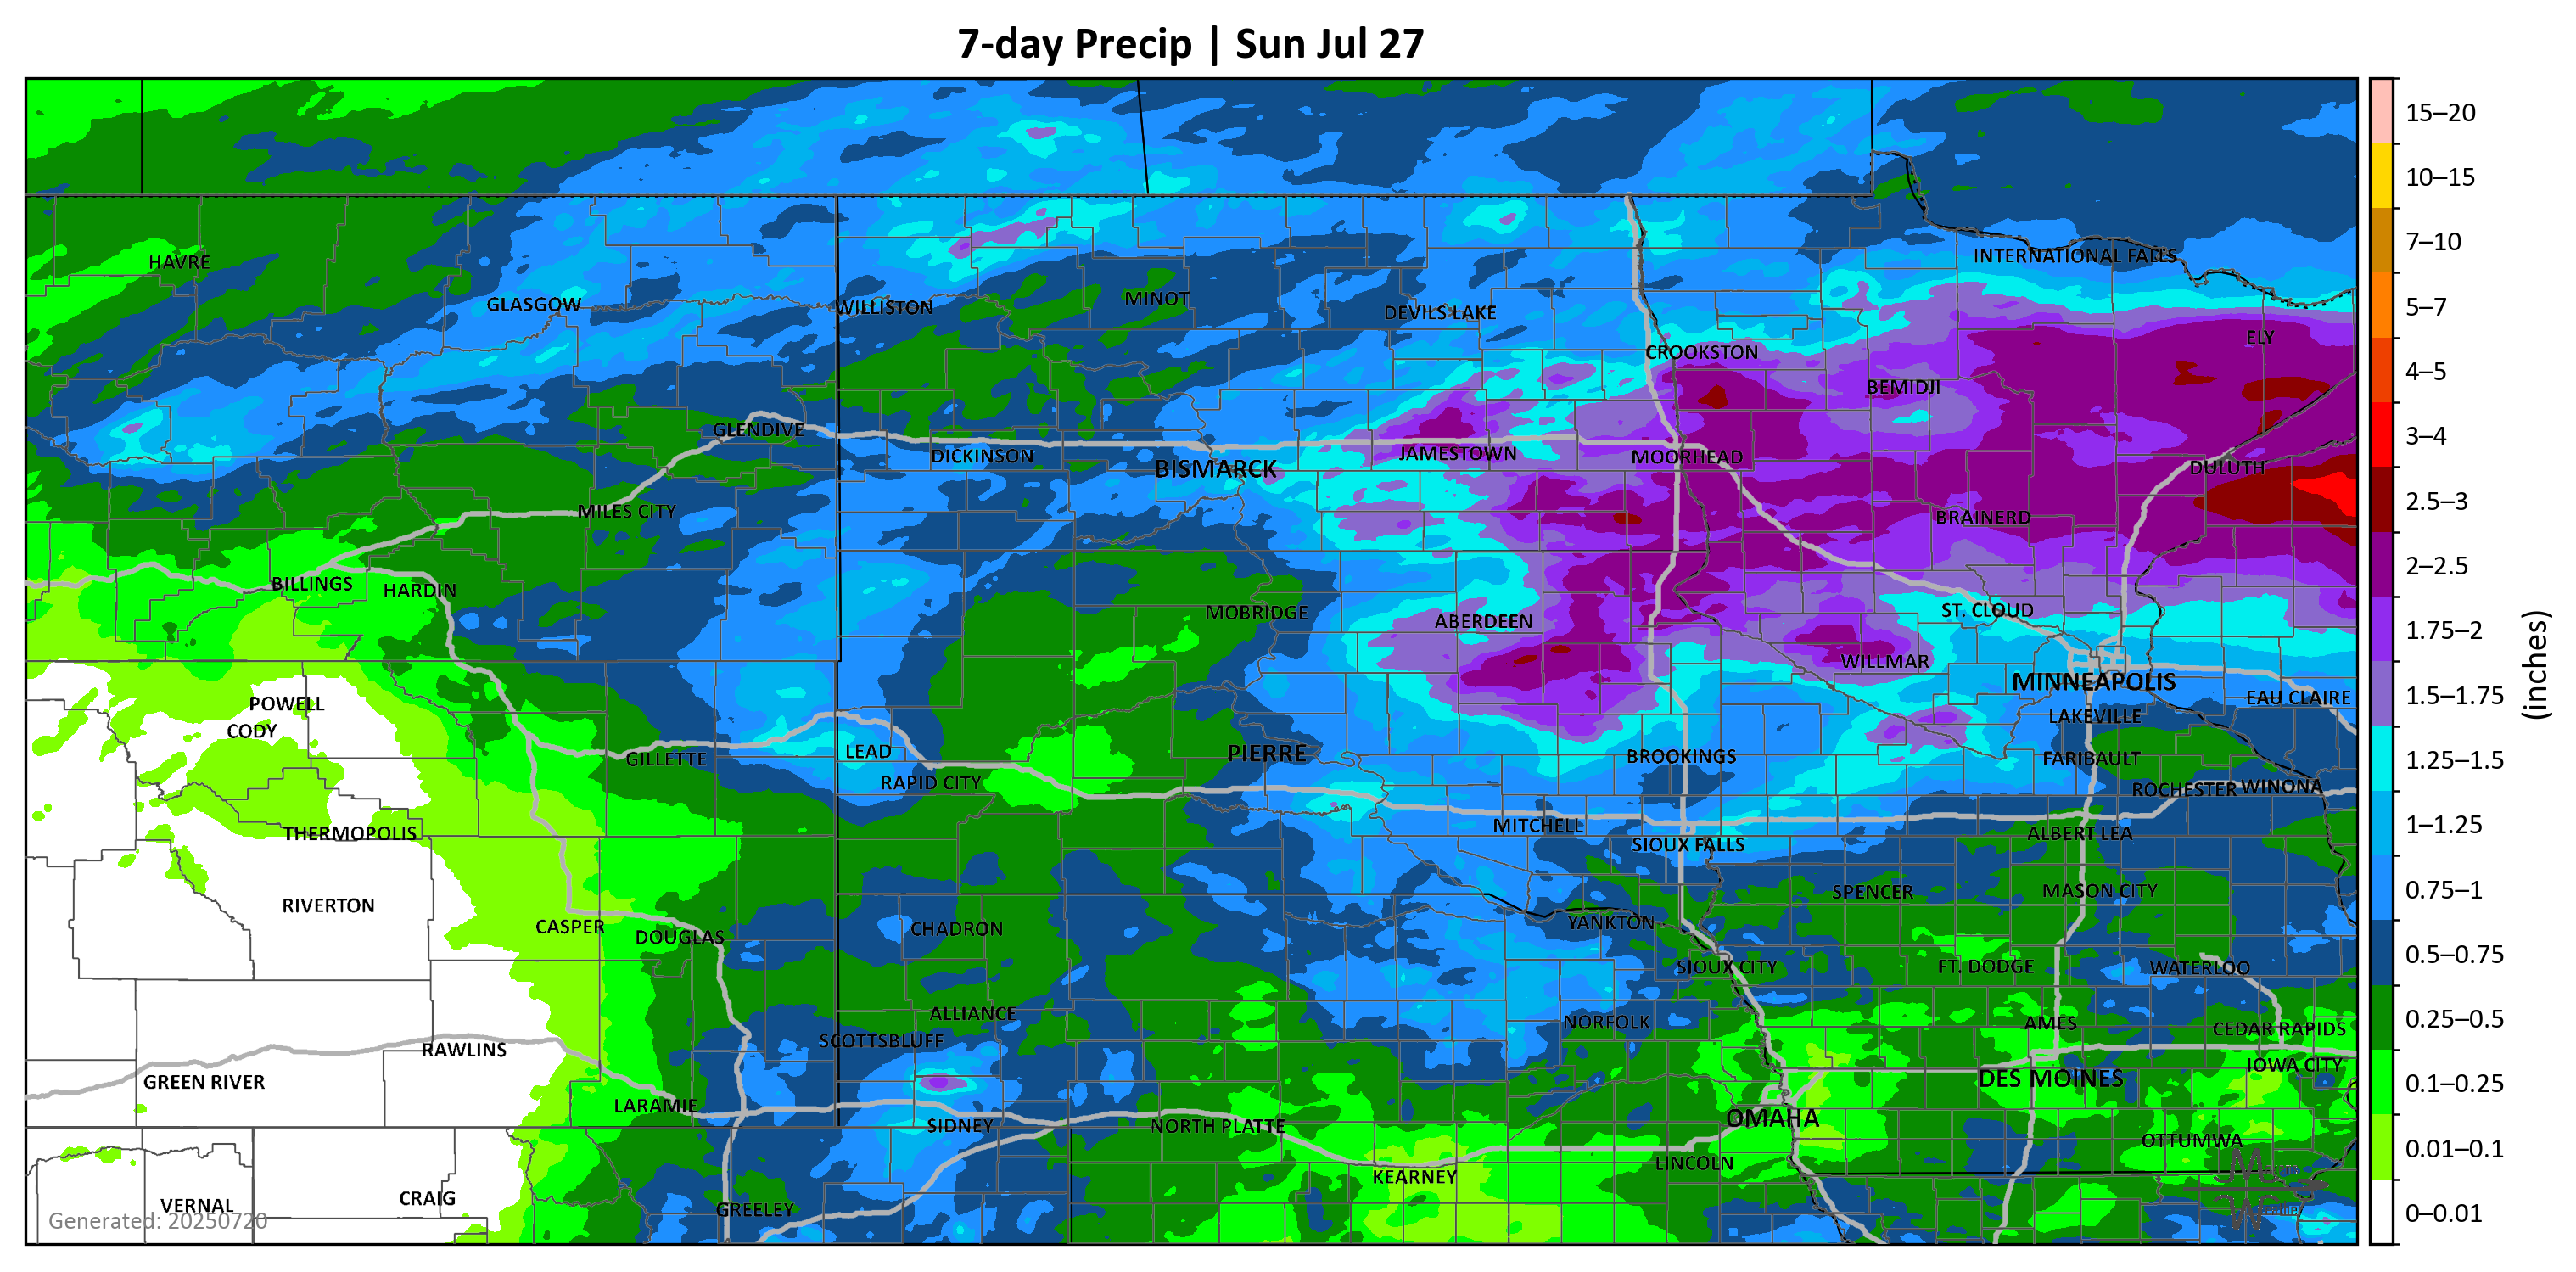 7-day Precip | Sun Jul 27
15–20
10–15
7–10
5–7
4–5
3–4
2.5–3
2–2.5
1.75–2
1.5–1.75
1.25–1.5
1–1.25
0.75–1
0.5–0.75
0.25–0.5
0.1–0.25
0.01–0.1
0–0.01
(inches)
HAVRE
INTERNATIONAL FALLS
GLASGOW
WILLISTON
MINOT
DEVILS LAKE
ELY
CROOKSTON
BEMIDJI
GLENDIVE
DICKINSON
BISMARCK
JAMESTOWN
MOORHEAD
DULUTH
MILES CITY
BRAINERD
BILLINGS
HARDIN
MOBRIDGE
ABERDEEN
ST. CLOUD
WILLMAR
MINNEAPOLIS
EAU CLAIRE
POWELL
CODY
LAKEVILLE
GILLETTE
LEAD
PIERRE
BROOKINGS
FARIBAULT
RAPID CITY
ROCHESTER
WINONA
THERMOPOLIS
MITCHELL
ALBERT LEA
SIOUX FALLS
RIVERTON
SPENCER
MASON CITY
CASPER
DOUGLAS
CHADRON
YANKTON
SIOUX CITY
FT. DODGE
WATERLOO
ALLIANCE
NORFOLK
AMES
CEDAR RAPIDS
SCOTTSBLUFF
RAWLINS
IOWA CITY
GREEN RIVER
DES MOINES
LARAMIE
SIDNEY
NORTH PLATTE
OMAHA
OTTUMWA
LINCOLN
KEARNEY
VERNAL
CRAIG
GREELEY
Generated: 20250720